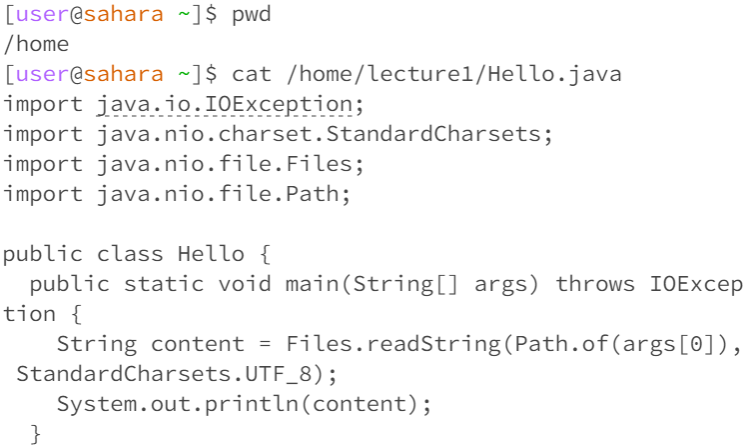 [user@sahara ~]$ pwd
/home
[user@sahara ~]$ cat /home/lecture1/Hello.java
import java.io.IOException;
import java.nio.charset.StandardCharsets;
import java.nio.file.Files;
import java.nio.file.Path;

public class Hello {
  public static void main(String[] args) throws IOExcep
tion {
    String content = Files.readString(Path.of(args[0]),
 StandardCharsets.UTF_8);
    System.out.println(content);
  }